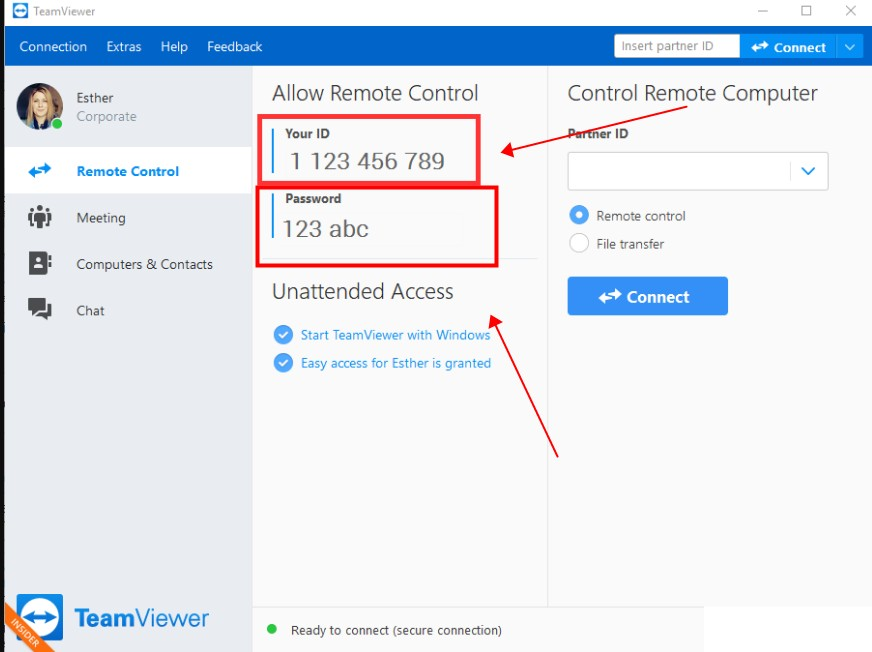 TeamViewer
Connection Extras Help Feedback
Insert partner ID Connect
Esther
Corporate
Remote Control
Meeting
Computers & Contacts
Chat
Allow Remote Control
Your ID
1 123 456 789
Password
123 abc
Unattended Access
Start TeamViewer with Windows
Easy access for Esther is granted
Control Remote Computer
Partner ID
Remote control
File transfer
Connect
INSIDER
TeamViewer
Ready to connect (secure connection)